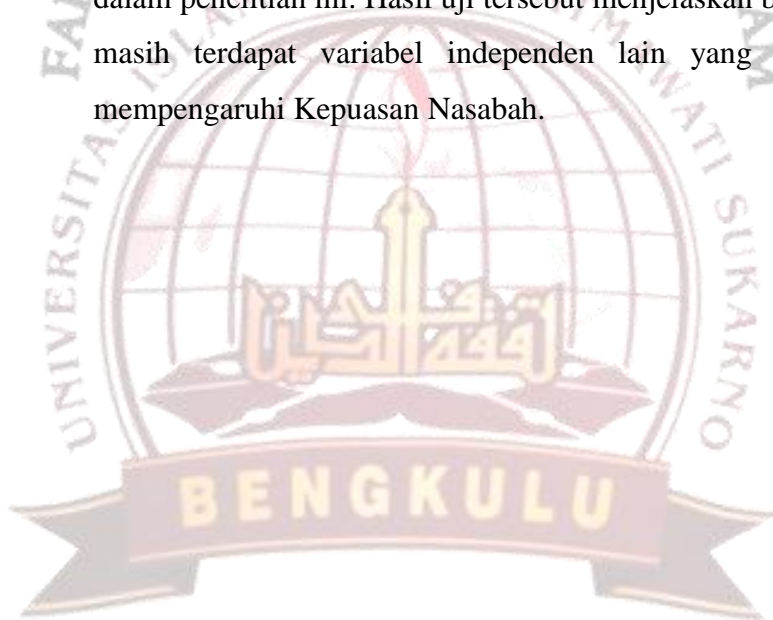 dalam penelitian ini. Hasil uji tersebut menjelaskan
masih terdapat variabel independen lain yang
mempengaruhi Kepuasan Nasabah.
UNIVERSITAS ISLAM
SUKARNO
BENGKULU